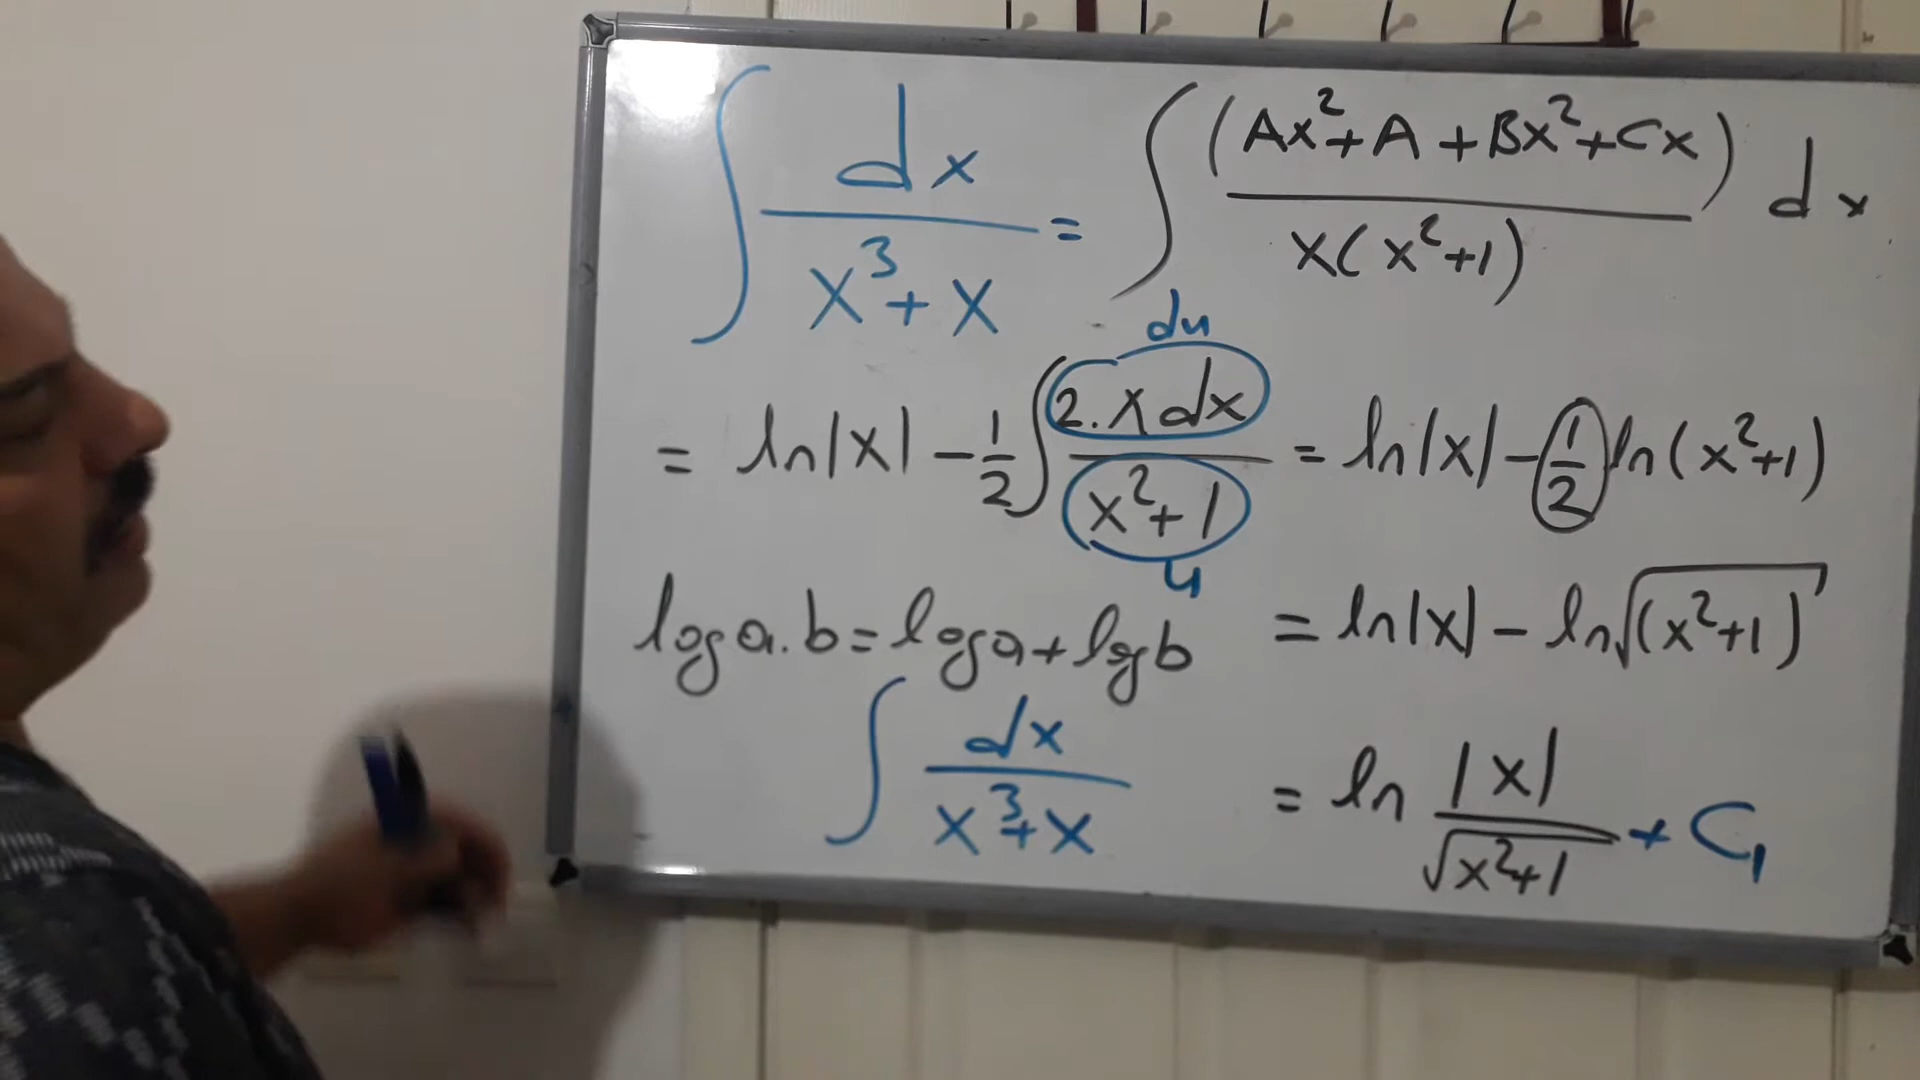 ∫ dx / (x³ + x) = ∫ (Ax² + A + Bx² + Cx) / x(x² + 1) dx
du
= ln|x| − 1/2 ∫ 2.x dx / (x² + 1) = ln|x| − 1/2 ln(x² + 1)
u
log a.b = log a + log b = ln|x| − ln√(x² + 1)
∫ dx / (x³ + x) = ln |x| / √(x² + 1) + C₁